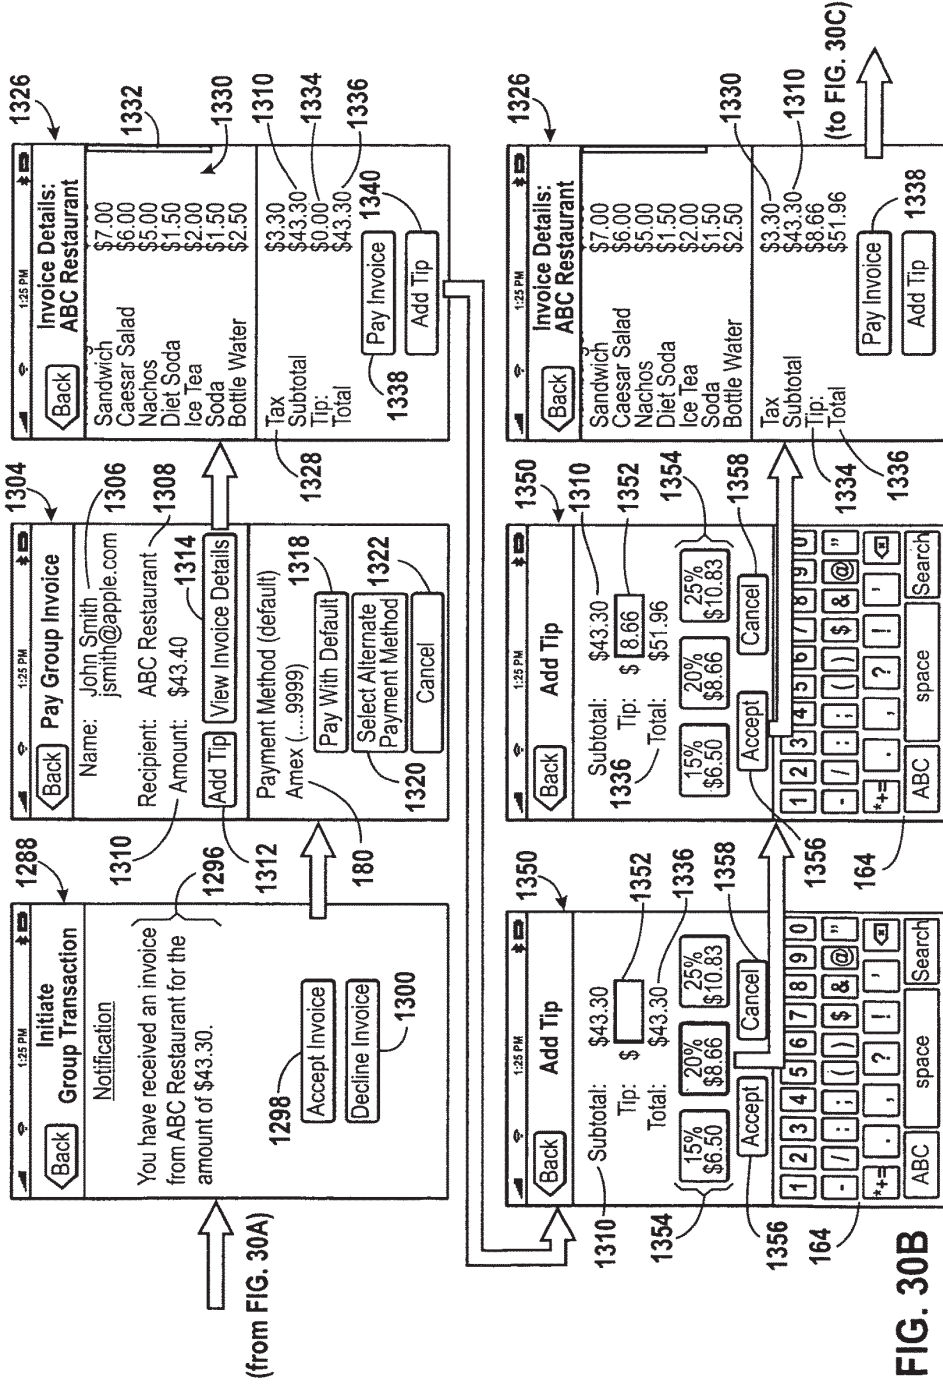 (from FIG. 30A)
1288
1:25 PM
Back
Initiate
Group Transaction
Notification
You have received an invoice
from ABC Restaurant for the
amount of $43.30.
1296
1298
Accept Invoice
Decline Invoice
1300
1304
1:25 PM
Back
Pay Group Invoice
Name: John Smith
jsmith@apple.com
1306
Recipient: ABC Restaurant
1308
1310
Amount: $43.40
1314
Add Tip
View Invoice Details
1312
Payment Method (default)
Amex (...9999)
180
1318
Pay With Default
Select Alternate
Payment Method
1320
1322
Cancel
1326
1:25 PM
Back
Invoice Details:
ABC Restaurant
1332
Sandwich $7.00
Caesar Salad $6.00
Nachos $5.00
Diet Soda $1.50
Ice Tea $2.00
Soda $1.50
Bottle Water $2.50
1330
1328
Tax $3.30
Subtotal $43.30
Tip: $0.00
Total $43.30
1310
1334
1336
1338
Pay Invoice
1340
Add Tip
1350
1:25 PM
Back
Add Tip
1310
Subtotal: $43.30
Tip: $
1352
Total: $43.30
1336
1354
15%
$6.50
20%
$8.66
25%
$10.83
1358
Accept
Cancel
1356
164
1 2 3 4 5 6 7 8 9 0
- / : ; ( ) $ & @ "
*+= . , ? ! '
ABC space Search
1350
1:25 PM
Back
Add Tip
Subtotal: $43.30
1310
Tip: $ 8.66
1352
1336
Total: $51.96
1354
15%
$6.50
20%
$8.66
25%
$10.83
1358
Accept
Cancel
1356
164
1 2 3 4 5 6 7 8 9 0
- / : ; ( ) $ & @ "
*+= . , ? ! '
ABC space Search
1326
1:25 PM
Back
Invoice Details:
ABC Restaurant
Sandwich $7.00
Caesar Salad $6.00
Nachos $5.00
Diet Soda $1.50
Ice Tea $2.00
Soda $1.50
Bottle Water $2.50
1330
Tax $3.30
Subtotal $43.30
1310
Tip: $8.66
Total $51.96
1334
1336
Pay Invoice
1338
Add Tip
(to FIG. 30C)
FIG. 30B